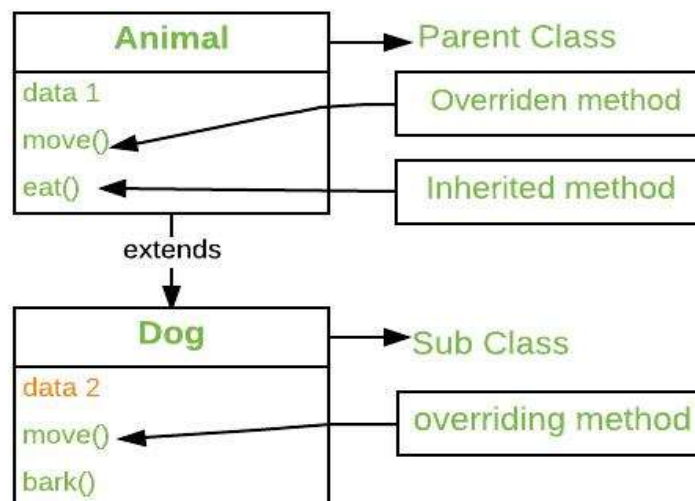 Animal
Parent Class
data 1
Overriden method
move()
eat()
Inherited method
extends
Dog
Sub Class
data 2
move()
overriding method
bark()